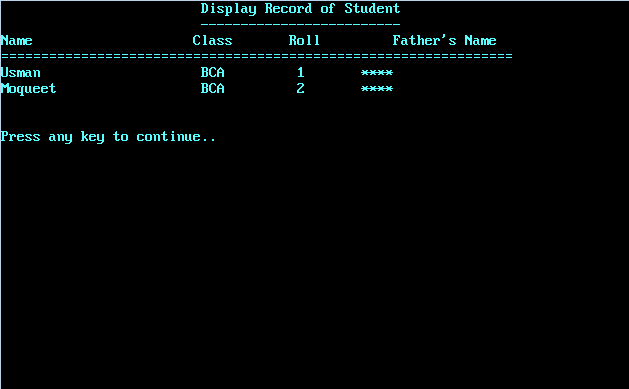 Display Record of Student
-------------------------
Name Class Roll Father's Name
================================================================
Usman BCA 1 ****
Moqueet BCA 2 ****
Press any key to continue..